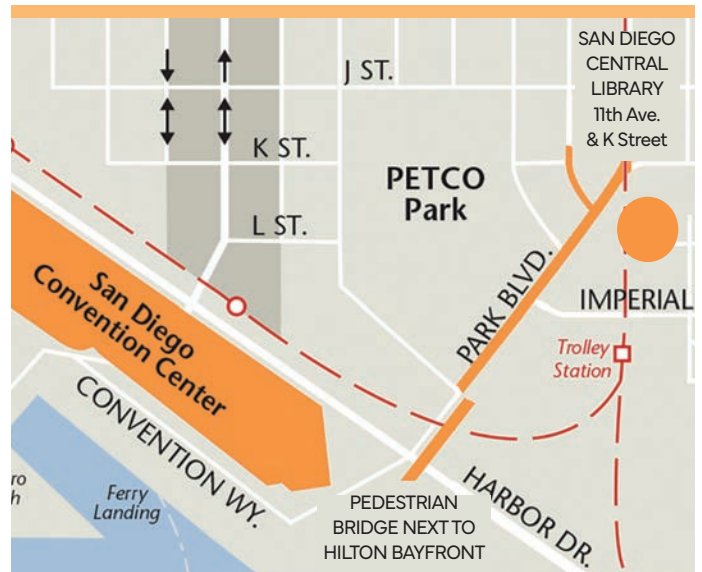 SAN DIEGO
CENTRAL
LIBRARY
11th Ave.
& K Street
J ST.
K ST.
PETCO
Park
L ST.
PARK BLVD.
IMPERIAL
San Diego
Convention Center
Trolley
Station
CONVENTION WY.
ro
h
Ferry
Landing
HARBOR DR.
PEDESTRIAN
BRIDGE NEXT TO
HILTON BAYFRONT